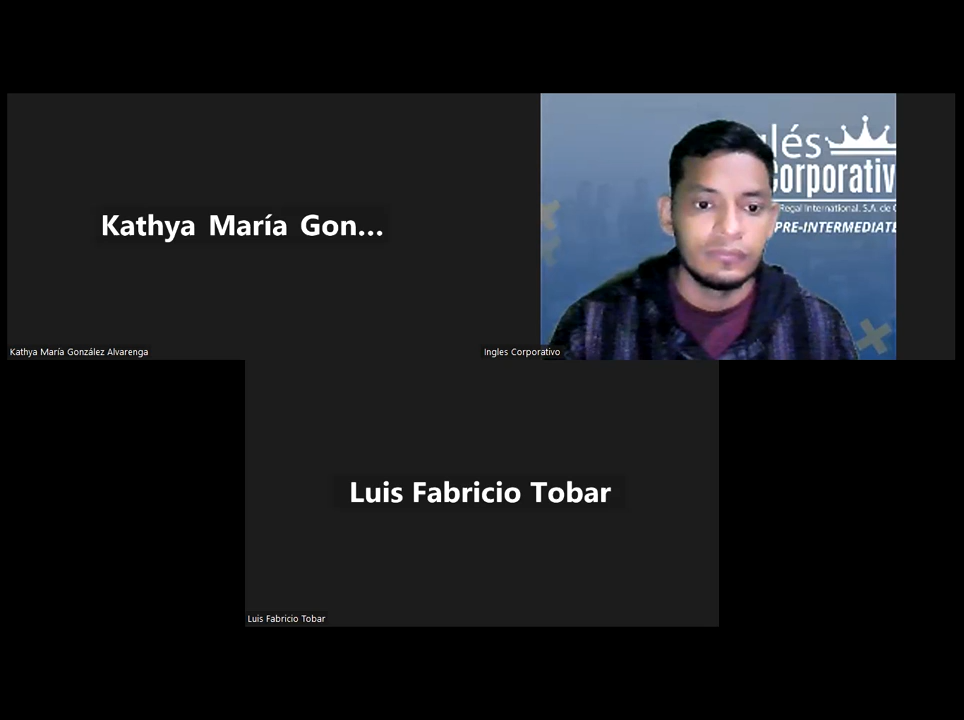 Kathya María Gon...
lés
orporativ
Regal International, S.A. de C
PRE-INTERMEDIATE
Kathya María González Alvarenga
Ingles Corporativo
Luis Fabricio Tobar
Luis Fabricio Tobar